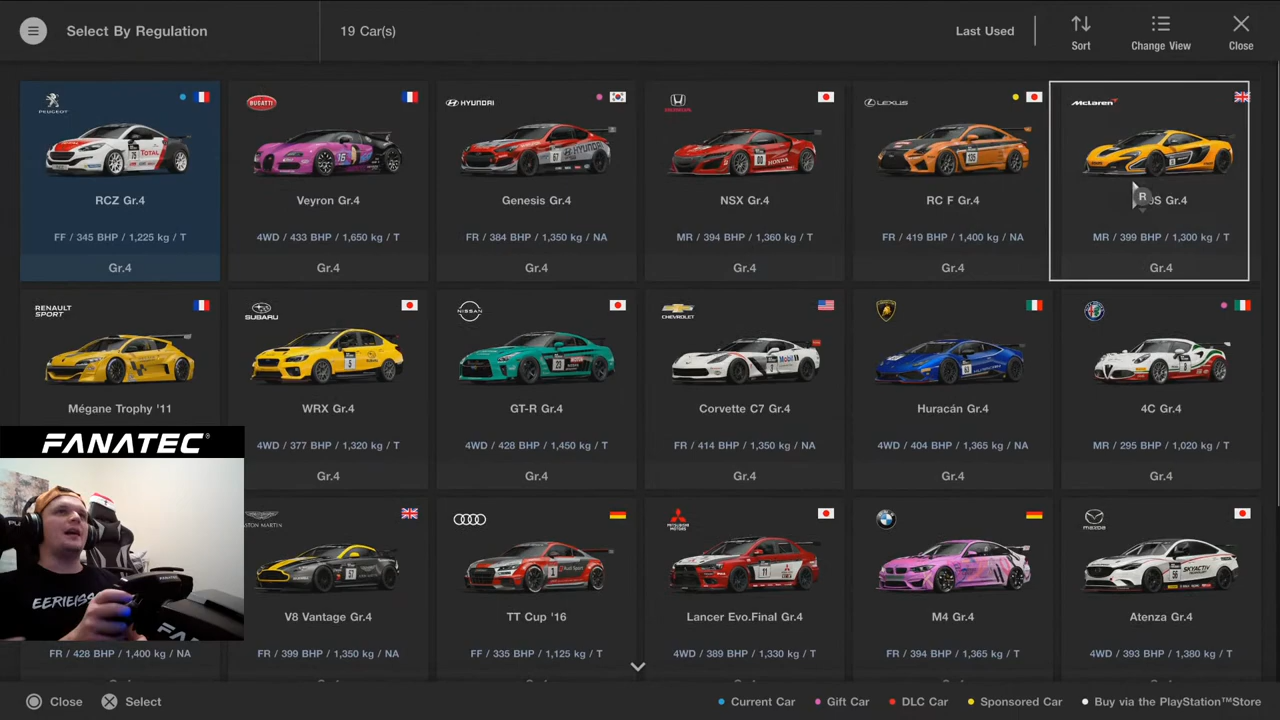 Select By Regulation
19 Car(s)
Last Used
Sort
Change View
Close
PEUGEOT
RCZ Gr.4
FF / 345 BHP / 1,225 kg / T
Gr.4
BUGATTI
Veyron Gr.4
4WD / 433 BHP / 1,650 kg / T
Gr.4
HYUNDAI
Genesis Gr.4
FR / 384 BHP / 1,350 kg / NA
Gr.4
HONDA
NSX Gr.4
MR / 394 BHP / 1,360 kg / T
Gr.4
LEXUS
RC F Gr.4
FR / 419 BHP / 1,400 kg / NA
Gr.4
McLaren
S Gr.4
R
MR / 399 BHP / 1,300 kg / T
Gr.4
RENAULT
SPORT
Mégane Trophy '11
SUBARU
WRX Gr.4
4WD / 377 BHP / 1,320 kg / T
Gr.4
NISSAN
GT-R Gr.4
4WD / 428 BHP / 1,450 kg / T
Gr.4
CHEVROLET
Corvette C7 Gr.4
FR / 414 BHP / 1,350 kg / NA
Gr.4
Huracán Gr.4
4WD / 404 BHP / 1,365 kg / NA
Gr.4
4C Gr.4
MR / 295 BHP / 1,020 kg / T
Gr.4
FANATEC
EERIEISS
FR / 428 BHP / 1,400 kg / NA
ASTON MARTIN
V8 Vantage Gr.4
FR / 399 BHP / 1,350 kg / NA
TT Cup '16
FF / 335 BHP / 1,125 kg / T
MITSUBISHI
MOTORS
Lancer Evo.Final Gr.4
4WD / 389 BHP / 1,330 kg / T
BMW
M4 Gr.4
FR / 394 BHP / 1,365 kg / T
mazda
Atenza Gr.4
4WD / 393 BHP / 1,380 kg / T
Close
Select
Current Car
Gift Car
DLC Car
Sponsored Car
Buy via the PlayStation™Store